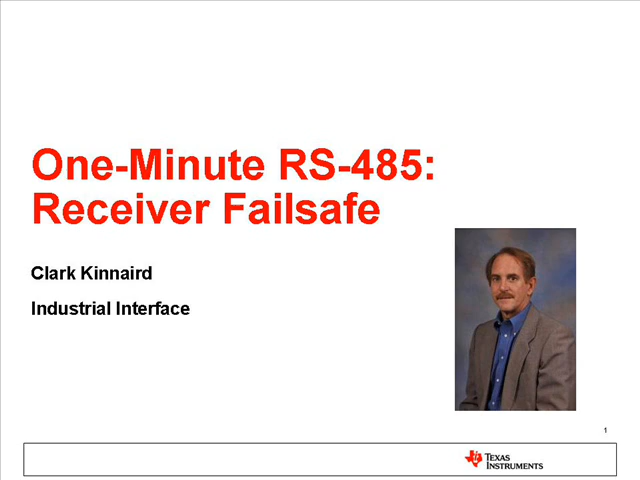 One-Minute RS-485:
Receiver Failsafe
Clark Kinnaird
Industrial Interface
1
TEXAS
INSTRUMENTS